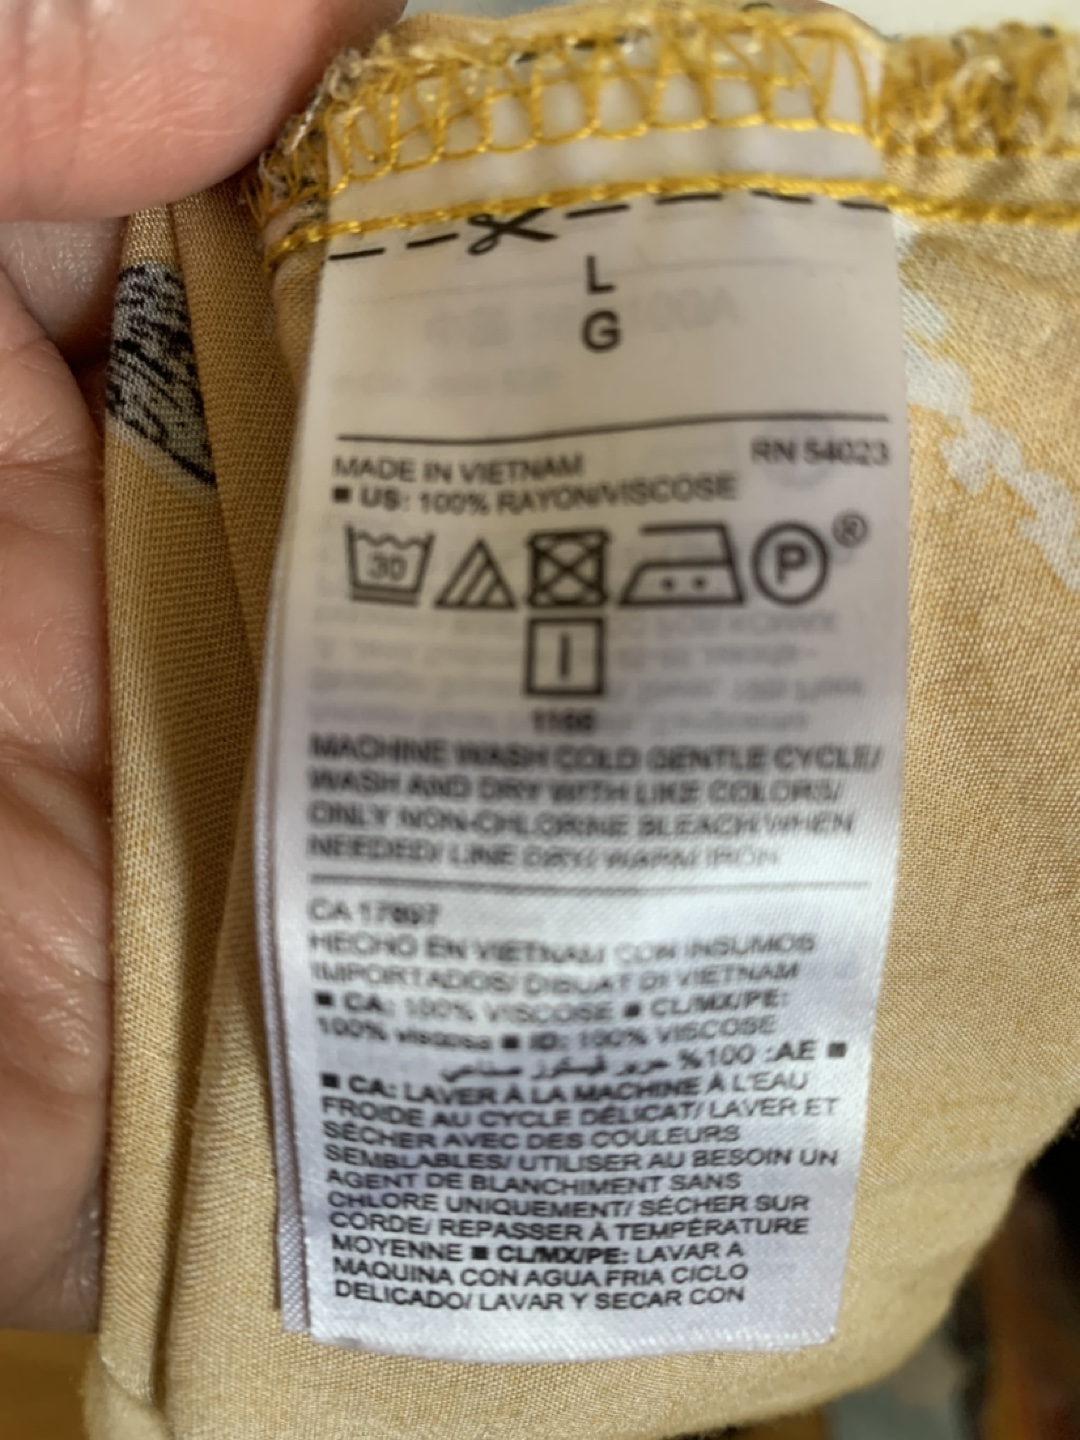 L
G
RN 54023
MADE IN VIETNAM
■ US: 100% RAYON/VISCOSE
30
P ®
1166
MACHINE WASH COLD GENTLE CYCLE/
WASH AND DRY WITH LIKE COLORS/
ONLY NON-CHLORINE BLEACH WHEN
NEEDED/ LINE DRY/ WARM IRON
CA 17897
HECHO EN VIETNAM CON INSUMOS
IMPORTADOS/ DIBUAT DI VIETNAM
■ CA: 100% VISCOSE ■ CL/MX/PE:
100% viscosa ■ ID: 100% VISCOSE
■ AE: 100% حرير فيسكوز صناعي
■ CA: LAVER À LA MACHINE À L'EAU
FROIDE AU CYCLE DÉLICAT/ LAVER ET
SÉCHER AVEC DES COULEURS
SEMBLABLES/ UTILISER AU BESOIN UN
AGENT DE BLANCHIMENT SANS
CHLORE UNIQUEMENT/ SÉCHER SUR
CORDE/ REPASSER À TEMPÉRATURE
MOYENNE ■ CL/MX/PE: LAVAR A
MAQUINA CON AGUA FRIA CICLO
DELICADO/ LAVAR Y SECAR CON